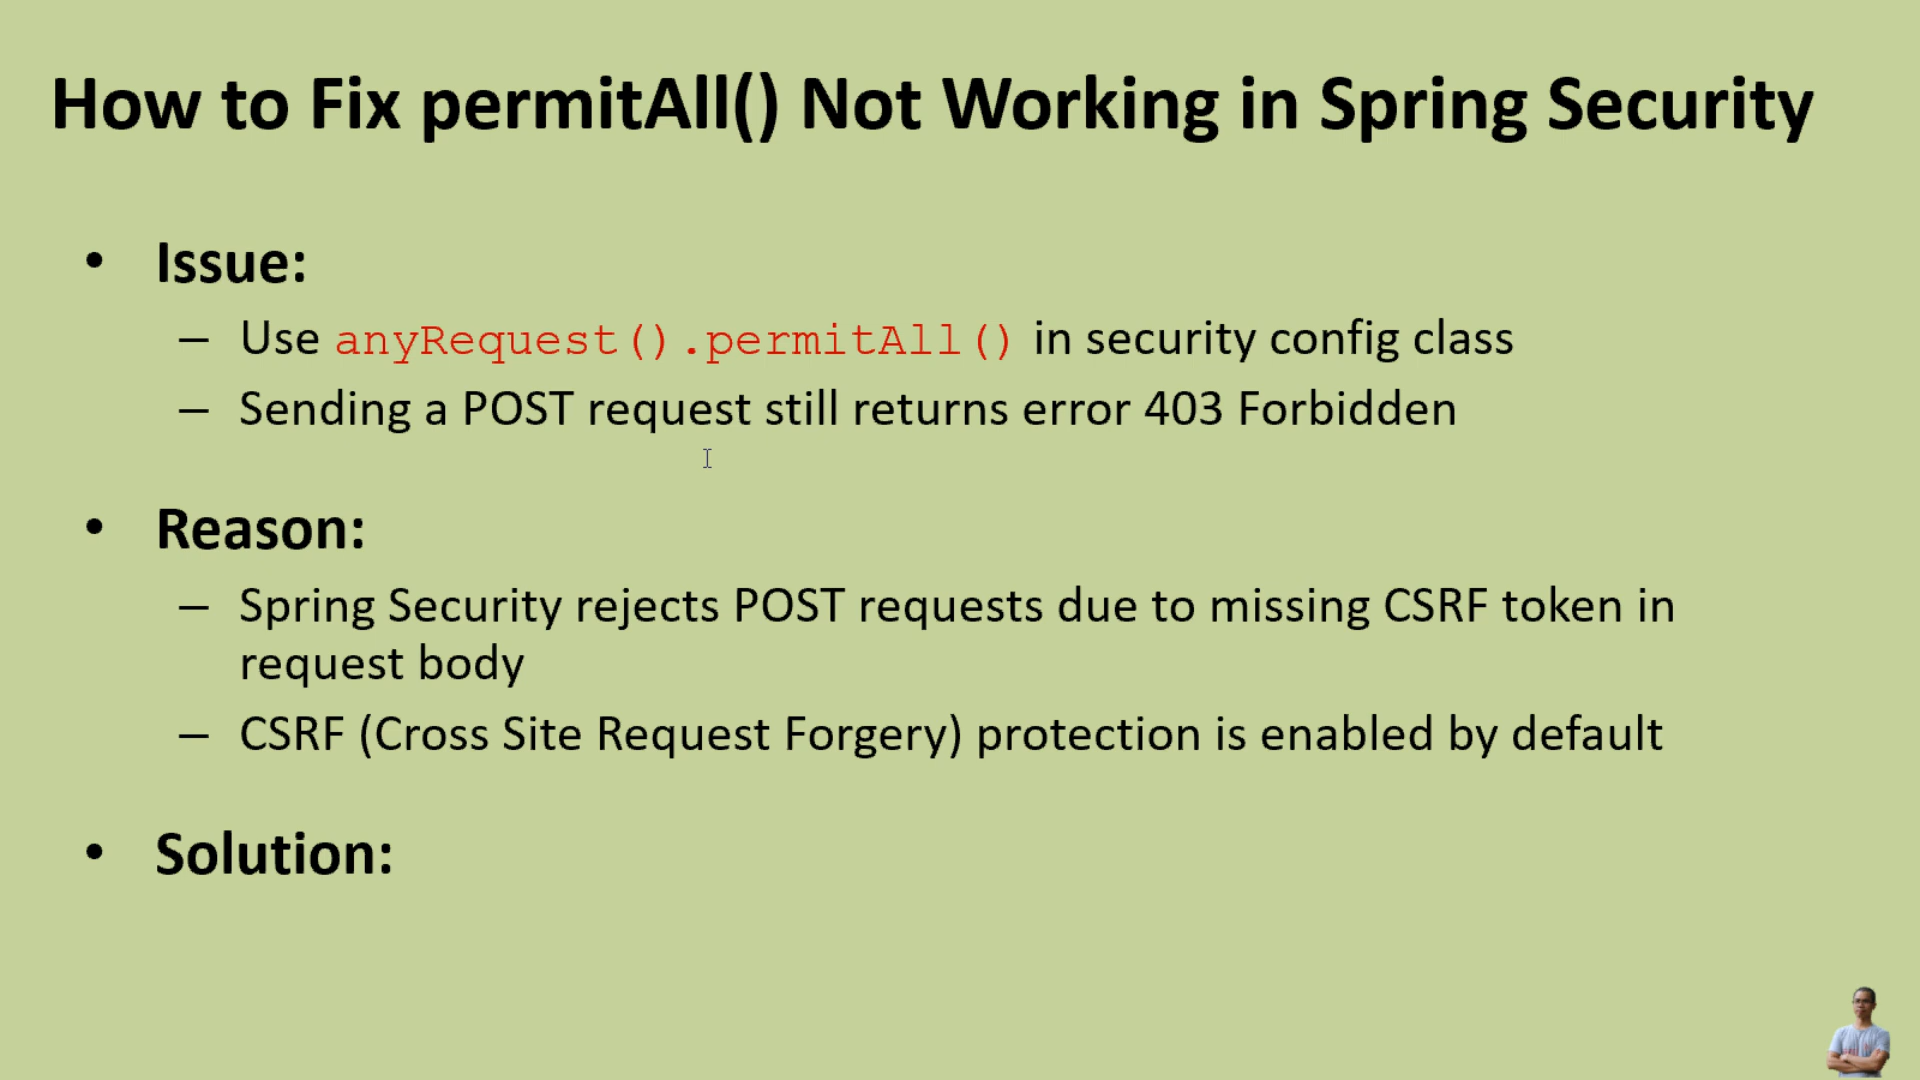 How to Fix permitAll() Not Working in Spring Security
• Issue:
– Use anyRequest().permitAll() in security config class
– Sending a POST request still returns error 403 Forbidden
• Reason:
– Spring Security rejects POST requests due to missing CSRF token in
request body
– CSRF (Cross Site Request Forgery) protection is enabled by default
• Solution: